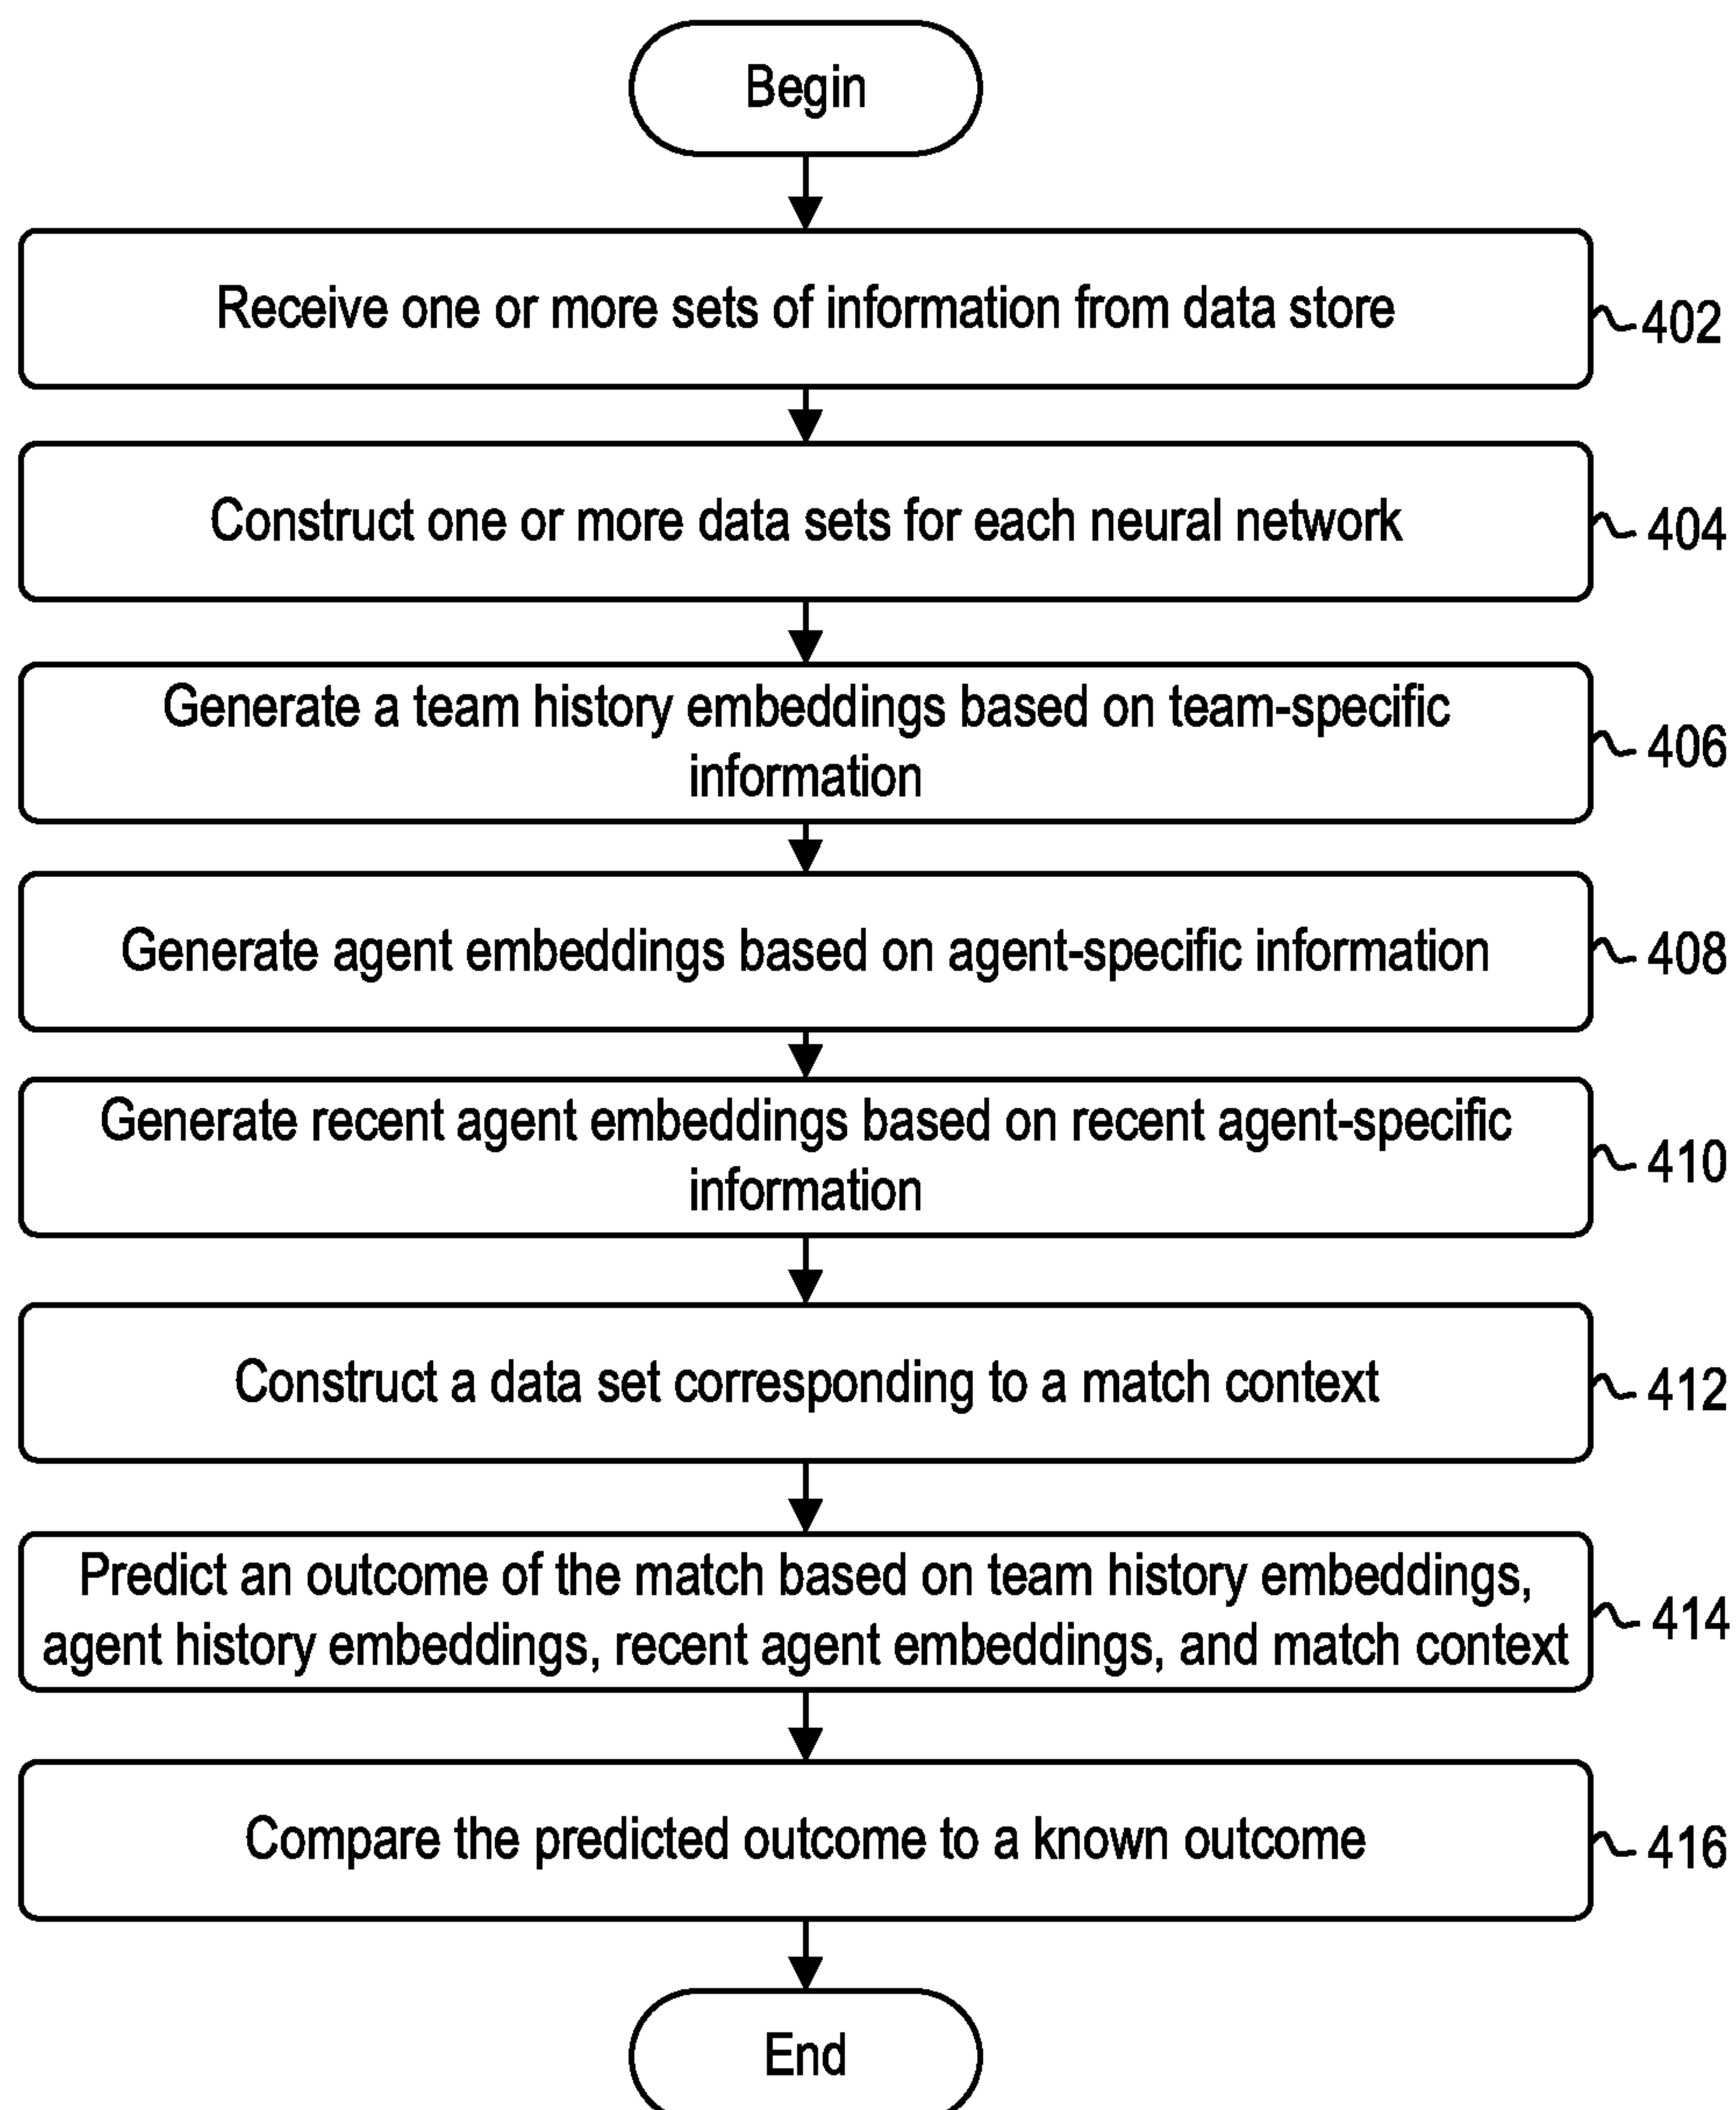 Begin
Receive one or more sets of information from data store
402
Construct one or more data sets for each neural network
404
Generate a team history embeddings based on team-specific
information
406
Generate agent embeddings based on agent-specific information
408
Generate recent agent embeddings based on recent agent-specific
information
410
Construct a data set corresponding to a match context
412
Predict an outcome of the match based on team history embeddings,
agent history embeddings, recent agent embeddings, and match context
414
Compare the predicted outcome to a known outcome
416
End